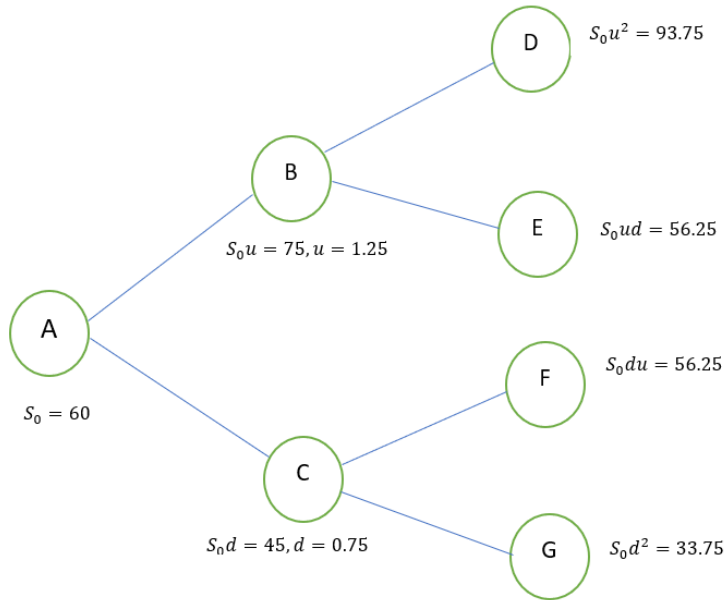 D
S₀u² = 93.75
B
S₀u = 75, u = 1.25
E
S₀ud = 56.25
A
S₀ = 60
F
S₀du = 56.25
C
S₀d = 45, d = 0.75
G
S₀d² = 33.75